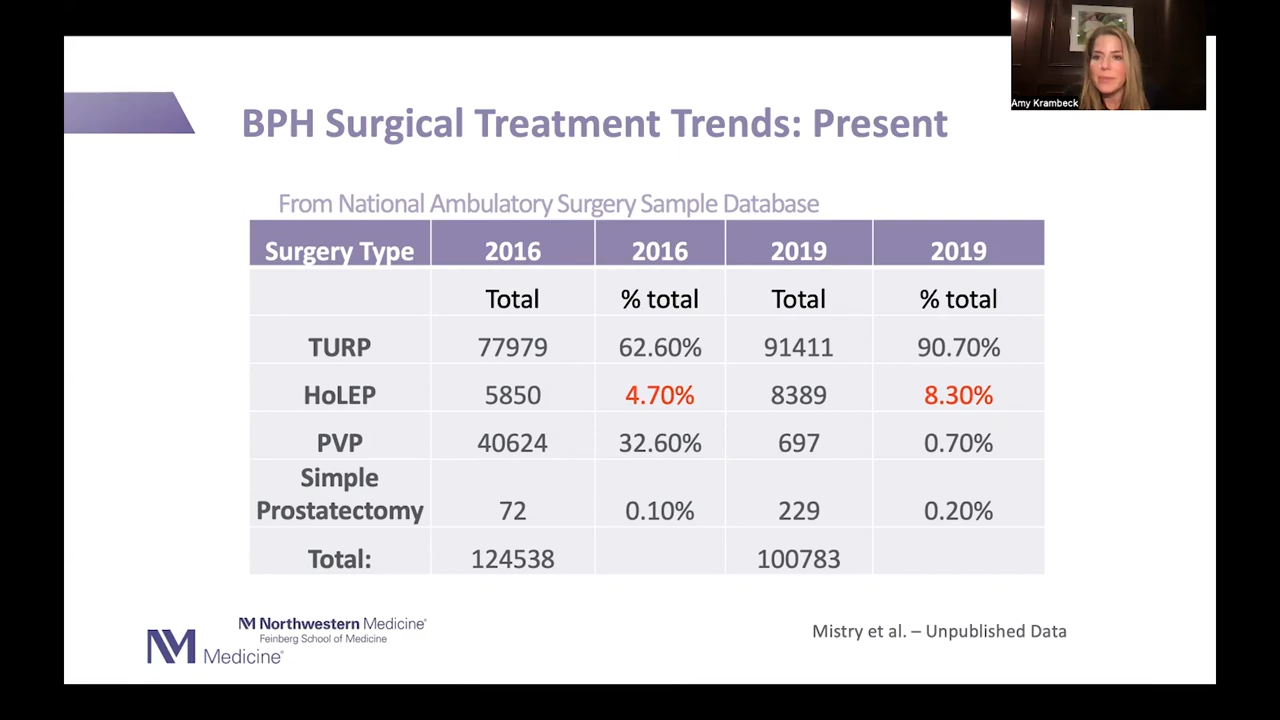 Amy Krambeck
BPH Surgical Treatment Trends: Present
From National Ambulatory Surgery Sample Database
Surgery Type 2016 2016 2019 2019
Total % total Total % total
TURP 77979 62.60% 91411 90.70%
HoLEP 5850 4.70% 8389 8.30%
PVP 40624 32.60% 697 0.70%
Simple
Prostatectomy 72 0.10% 229 0.20%
Total: 124538 100783
NM Northwestern Medicine®
Feinberg School of Medicine
NM Medicine®
Mistry et al. – Unpublished Data